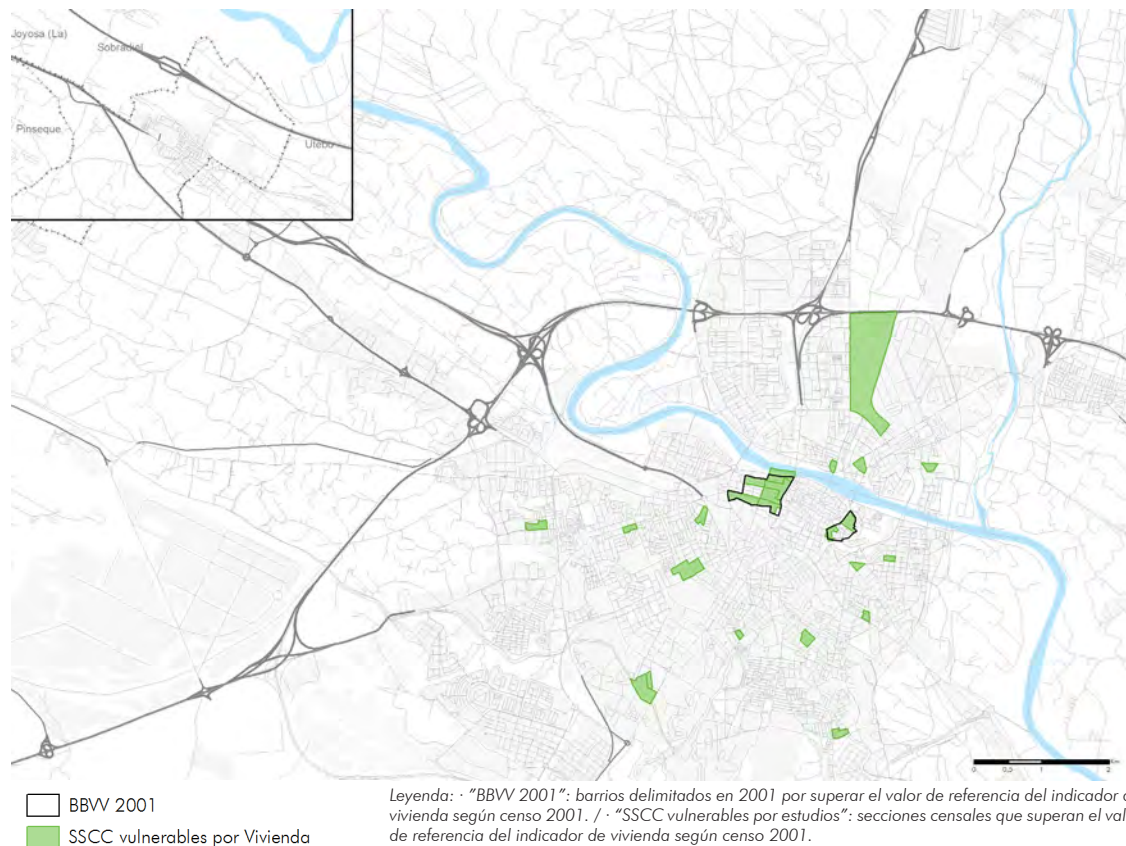 Joyosa (La)
Sobradiel
Pinseque
Utebo
0 0,5 1 2
Km
BBVV 2001
SSCC vulnerables por Vivienda
Leyenda: · "BBVV 2001": barrios delimitados en 2001 por superar el valor de referencia del indicador d
vivienda según censo 2001. / · "SSCC vulnerables por estudios": secciones censales que superan el val
de referencia del indicador de vivienda según censo 2001.